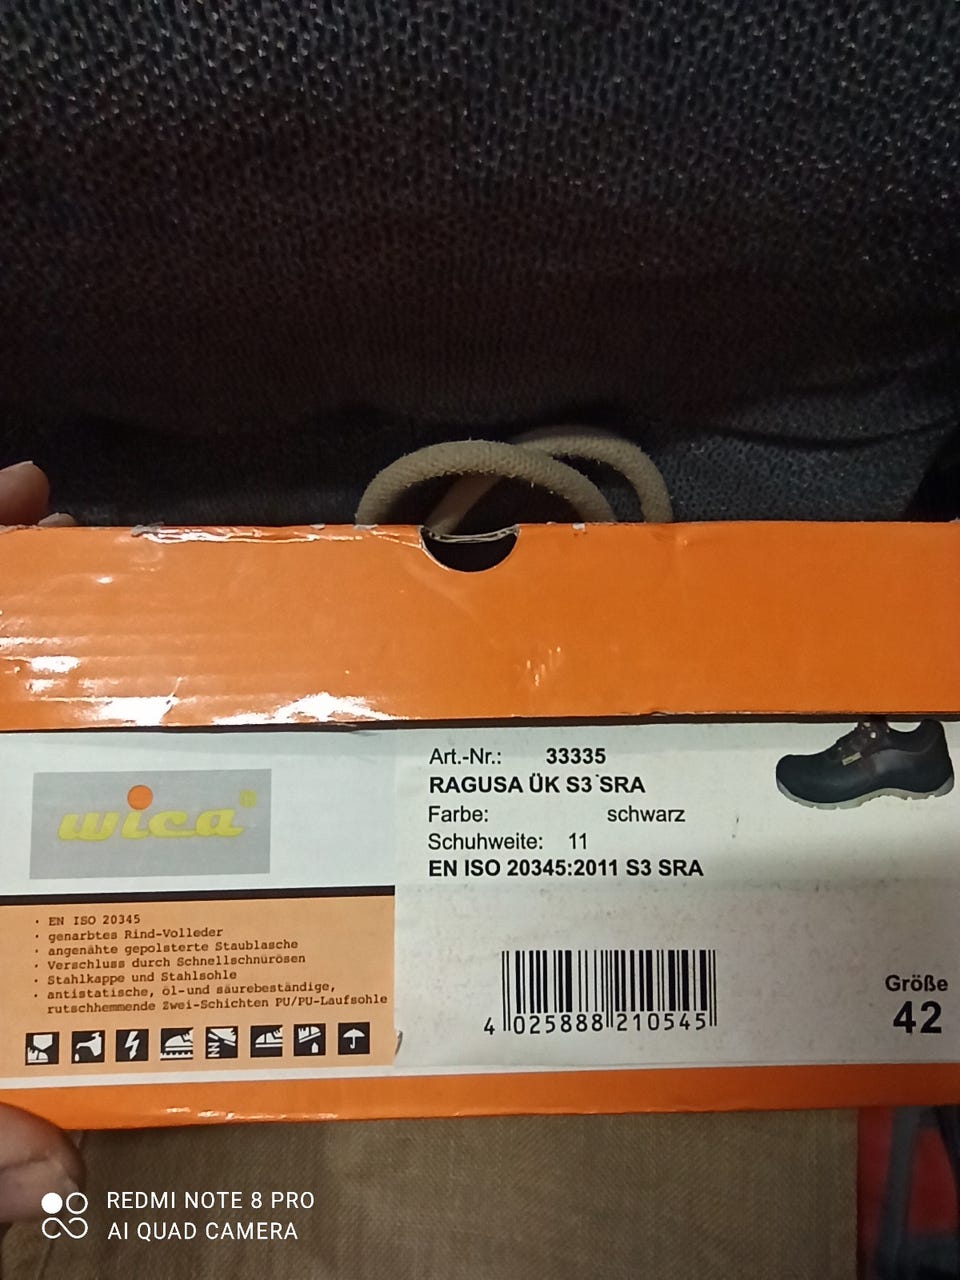 Art.-Nr.: 33335
RAGUSA ÜK S3 SRA
Farbe: schwarz
Schuhweite: 11
EN ISO 20345:2011 S3 SRA
wica®
· EN ISO 20345
· genarbtes Rind-Volleder
· angenähte gepolsterte Staublasche
· Verschluss durch Schnellschnürösen
· Stahlkappe und Stahlsohle
· antistatische, öl-und säurebeständige,
rutschhemmende Zwei-Schichten PU/PU-Laufsohle
4 025888 210545
Größe
42
REDMI NOTE 8 PRO
AI QUAD CAMERA